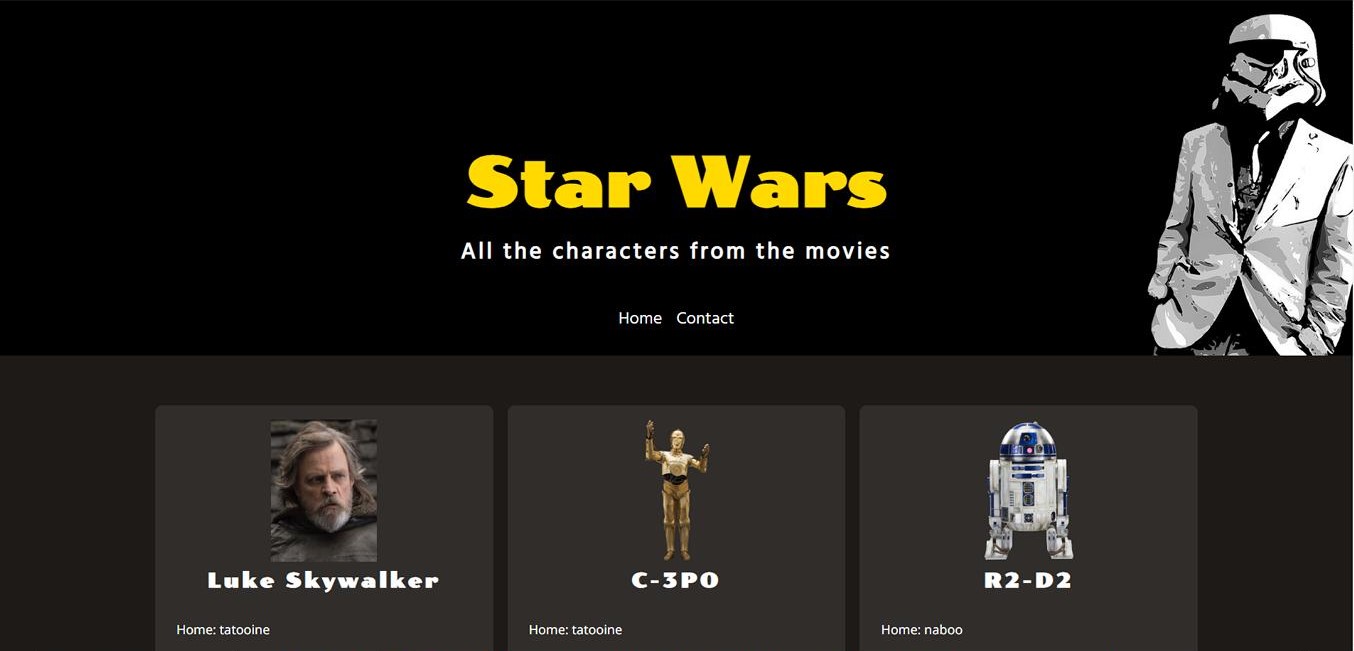 Star Wars
All the characters from the movies
Home Contact
Luke Skywalker
C-3PO
R2-D2
Home: tatooine
Home: tatooine
Home: naboo